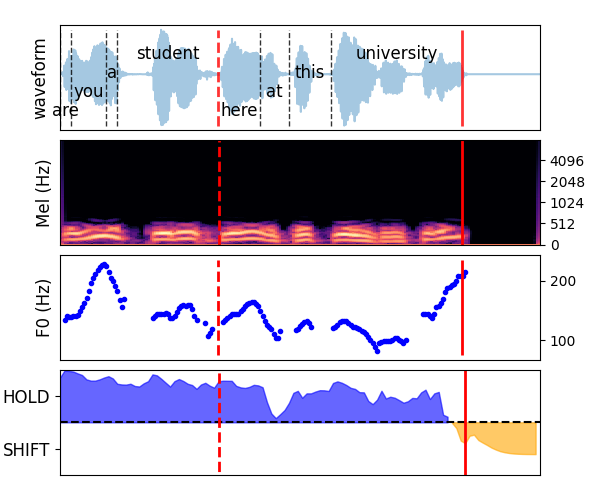 waveform
are
you
a
student
here
at
this
university
Mel (Hz)
4096
2048
1024
512
0
F0 (Hz)
200
100
HOLD
SHIFT